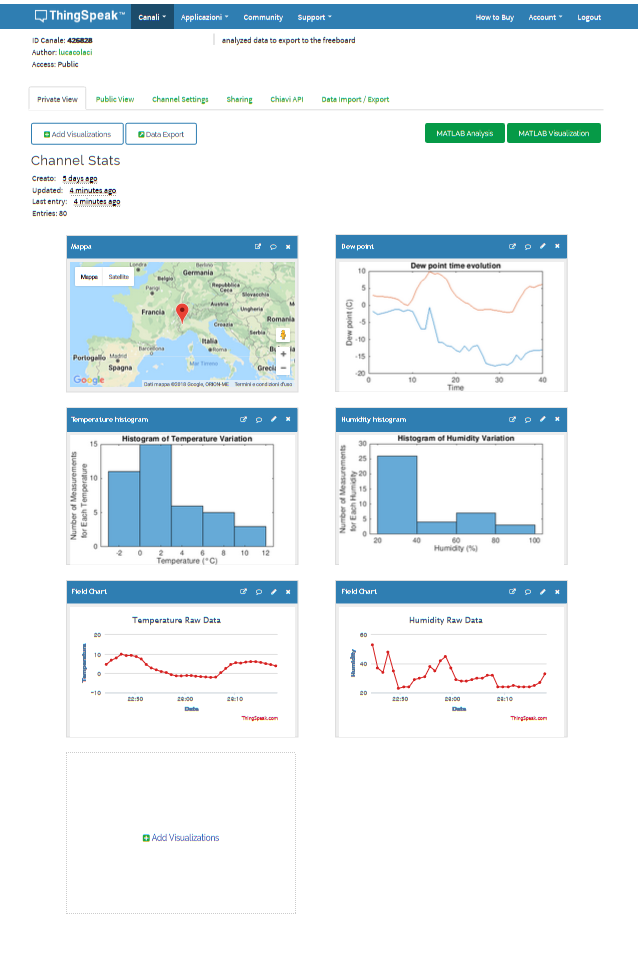 ThingSpeak™ Canali Applicazioni Community Support How to Buy Account Logout
ID Canale: 426828
analyzed data to export to the freeboard
Author: lucacolaci
Access: Public
Private View Public View Channel Settings Sharing Chiavi API Data Import / Export
Add Visualizations Data Export MATLAB Analysis MATLAB Visualization
Channel Stats
Creato: 5 days ago
Updated: 4 minutes ago
Last entry: 4 minutes ago
Entries: 80
Mappa
Mappa Satellite
Londra
Berlino
Belgio
Germania
Parigi
Repubblica
Ceca
Slovacchia
Francia
Austria
Ungheria
Croazia
Romania
Serbia
Italia
Roma
Barcelona
Portogallo
Madrid
Spagna
Mar Tirreno
Grecia
Google
Dati mappa ©2018 Google, ORION-ME Termini e condizioni d'uso
Dew point
Dew point time evolution
Dew point (C)
10
5
0
-5
-10
-15
-20
0 10 20 30 40
Time
Temperature histogram
Histogram of Temperature Variation
Number of Measurements
for Each Temperature
15
10
5
0
-2 0 2 4 6 8 10 12
Temperature (°C)
Humidity histogram
Histogram of Humidity Variation
Number of Measurements
for Each Humidity
30
25
20
15
10
5
0
20 40 60 80 100
Humidity (%)
Field Chart
Temperature Raw Data
Temperature
20
10
0
-10
22:50 23:00 23:10
Data
ThingSpeak.com
Field Chart
Humidity Raw Data
Humidity
60
40
20
22:50 23:00 23:10
Data
ThingSpeak.com
Add Visualizations